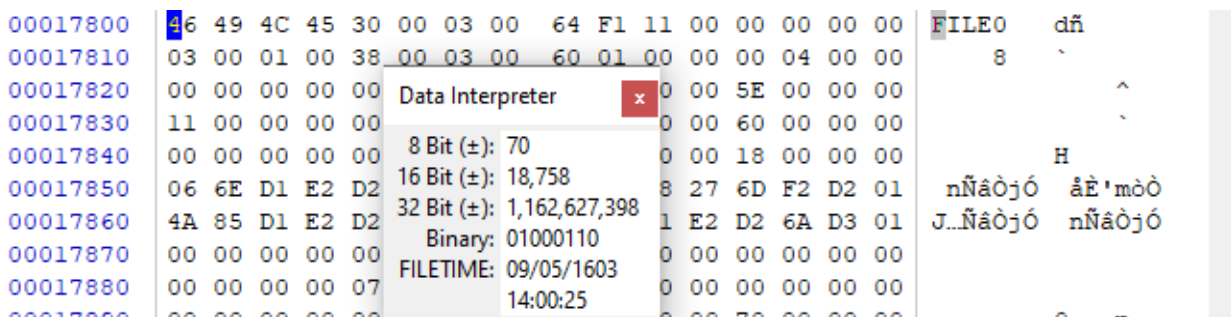 00017800 46 49 4C 45 30 00 03 00 64 F1 11 00 00 00 00 00 FILE0 dñ
00017810 03 00 01 00 38 00 03 00 60 01 00 00 00 04 00 00 8 `
00017820 00 00 00 00 00 00 5E 00 00 00 ^
00017830 11 00 00 00 00 00 60 00 00 00 `
00017840 00 00 00 00 00 00 18 00 00 00 H
00017850 06 6E D1 E2 D2 27 6D F2 D2 01 nÑâÒjÓ åÈ'mòÒ
00017860 4A 85 D1 E2 D2 E2 D2 6A D3 01 J…ÑâÒjÓ nÑâÒjÓ
00017870 00 00 00 00 00 00 00 00 00 00
00017880 00 00 00 00 07 00 00 00 00 00
Data Interpreter x
8 Bit (±): 70
16 Bit (±): 18,758
32 Bit (±): 1,162,627,398
Binary: 01000110
FILETIME: 09/05/1603
14:00:25